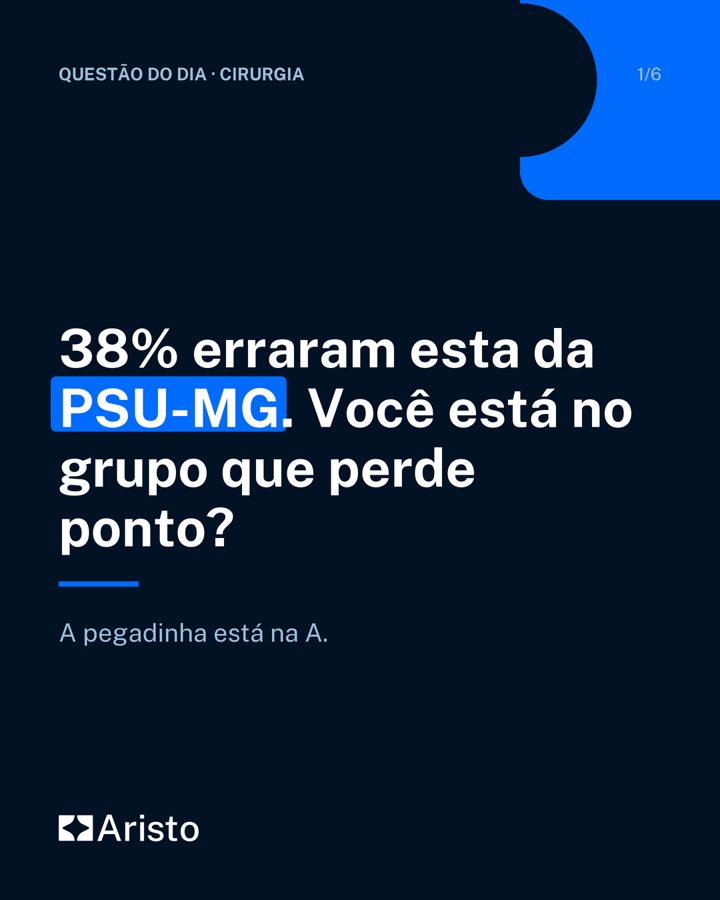 QUESTÃO DO DIA · CIRURGIA
1/6
38% erraram esta da
PSU-MG. Você está no
grupo que perde
ponto?
A pegadinha está na A.
Aristo